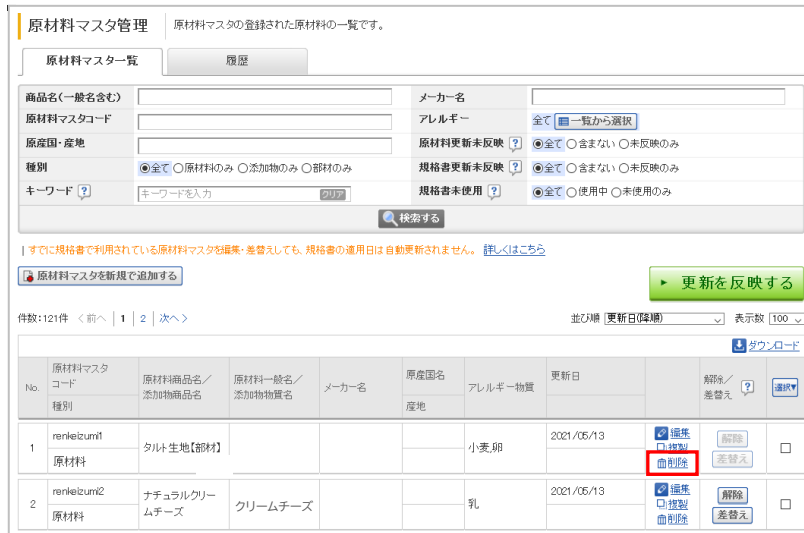 原材料マスタ管理 原材料マスタの登録された原材料の一覧です。
原材料マスタ一覧 履歴
商品名(一般名含む) メーカー名
原材料マスタコード アレルギー 全て 一覧から選択
原産国・産地 原材料更新未反映 ? 全て 含まない 未反映のみ
種別 全て 原材料のみ 添加物のみ 部材のみ 規格書更新未反映 ? 全て 含まない 未反映のみ
キーワード ? キーワードを入力 クリア 規格書未使用 ? 全て 使用中 未使用のみ
検索する
| すでに規格書で利用されている原材料マスタを編集・差替えしても、規格書の運用日は自動更新されません。 詳しくはこちら
原材料マスタを新規で追加する 更新を反映する
件数:121件 <前へ | 1 | 2 | 次へ> 並び順 更新日(降順) 表示数 100
ダウンロード
No. 原材料マスタコード 種別 原材料商品名/添加物商品名 原材料一般名/添加物物質名 メーカー名 原産国名 産地 アレルギー物質 更新日 解除/差替え ? 選択▼
1 renkeizumi1 原材料 タルト生地【部材】 小麦,卵 2021/05/13 編集 複製 削除 解除 差替え
2 renkeizumi2 原材料 ナチュラルクリームチーズ クリームチーズ 乳 2021/05/13 編集 複製 削除 解除 差替え